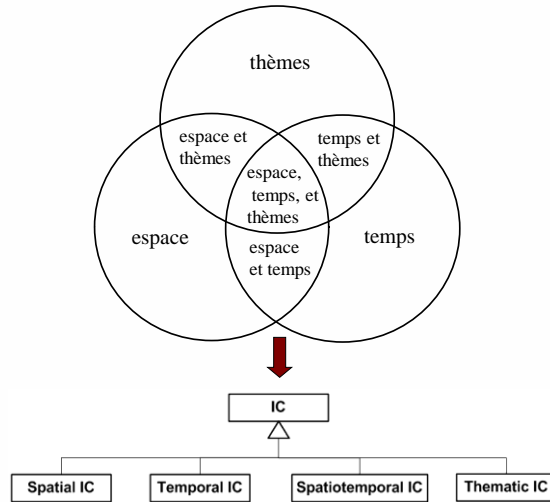 thèmes
espace et
thèmes
temps et
thèmes
espace,
temps, et
thèmes
espace
temps
espace
et temps
IC
Spatial IC
Temporal IC
Spatiotemporal IC
Thematic IC